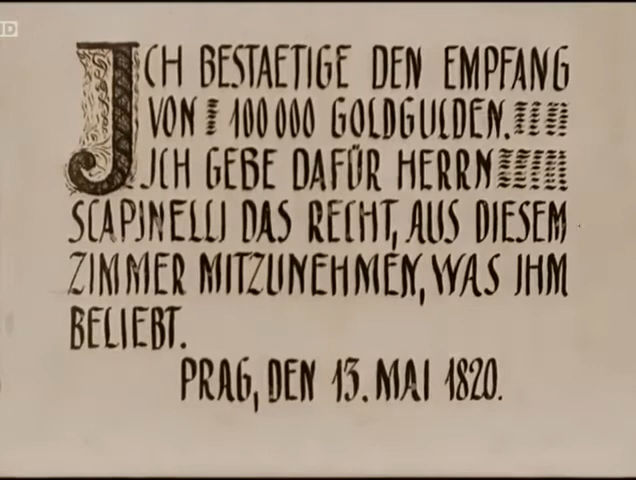 JCH BESTAETIGE DEN EMPFANG
VON 100 000 GOLDGULDEN.
JCH GEBE DAFÜR HERRN
SCAPJNELLJ DAS RECHT, AUS DIESEM
ZIMMER MITZUNEHMEN, WAS JHM
BELIEBT.
PRAG, DEN 13. MAI 1820.